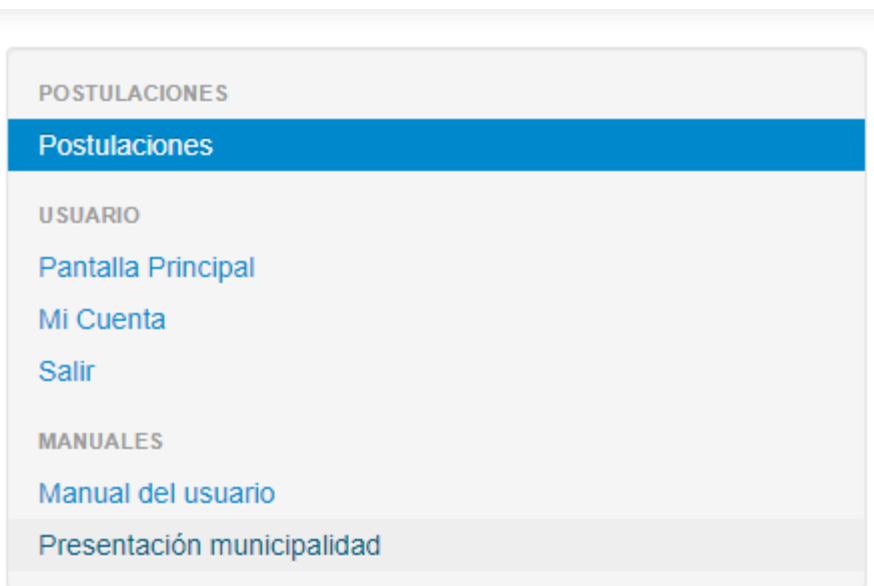 POSTULACIONES
Postulaciones
USUARIO
Pantalla Principal
Mi Cuenta
Salir
MANUALES
Manual del usuario
Presentación municipalidad